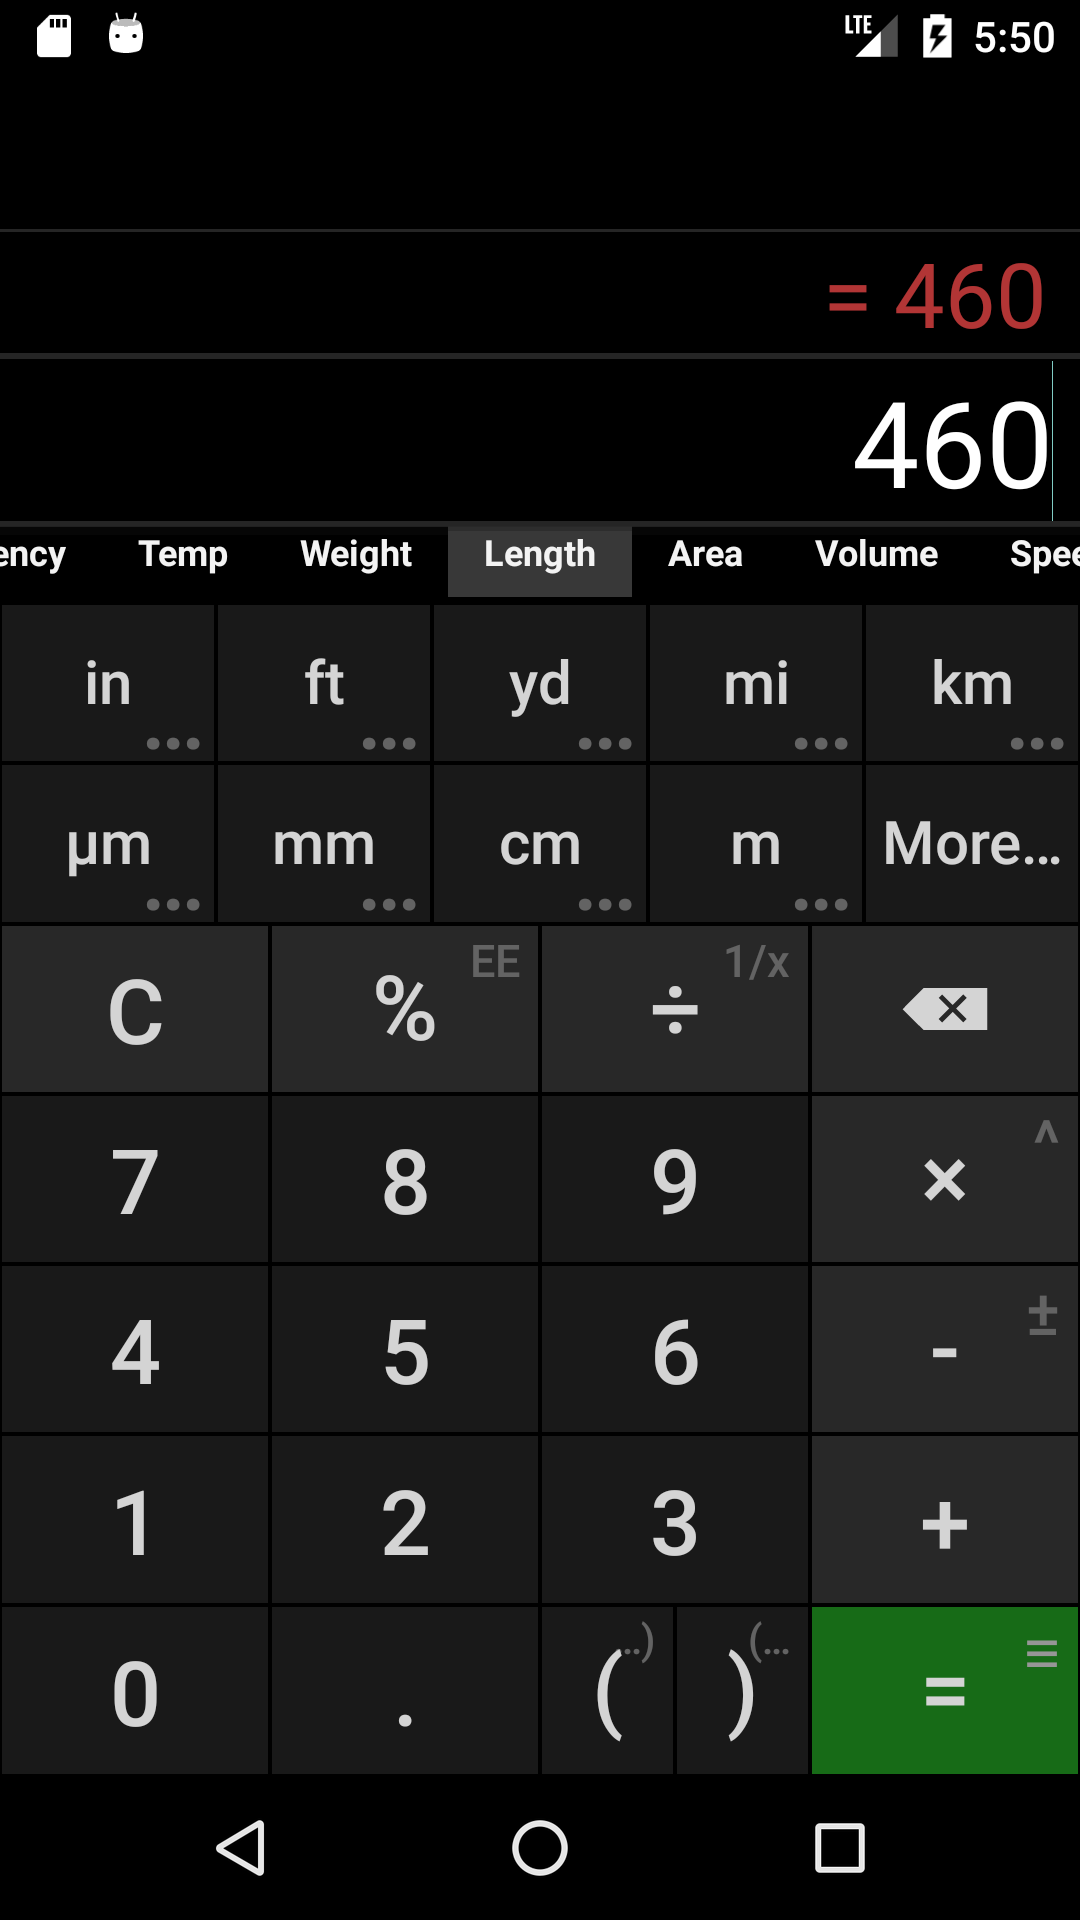 LTE 5:50
= 460
460
ency Temp Weight Length Area Volume Spee
in ft yd mi km
µm mm cm m More...
C % EE ÷ 1/x
7 8 9 × ^
4 5 6 - ±
1 2 3 +
0 . ( ..) ) (... =